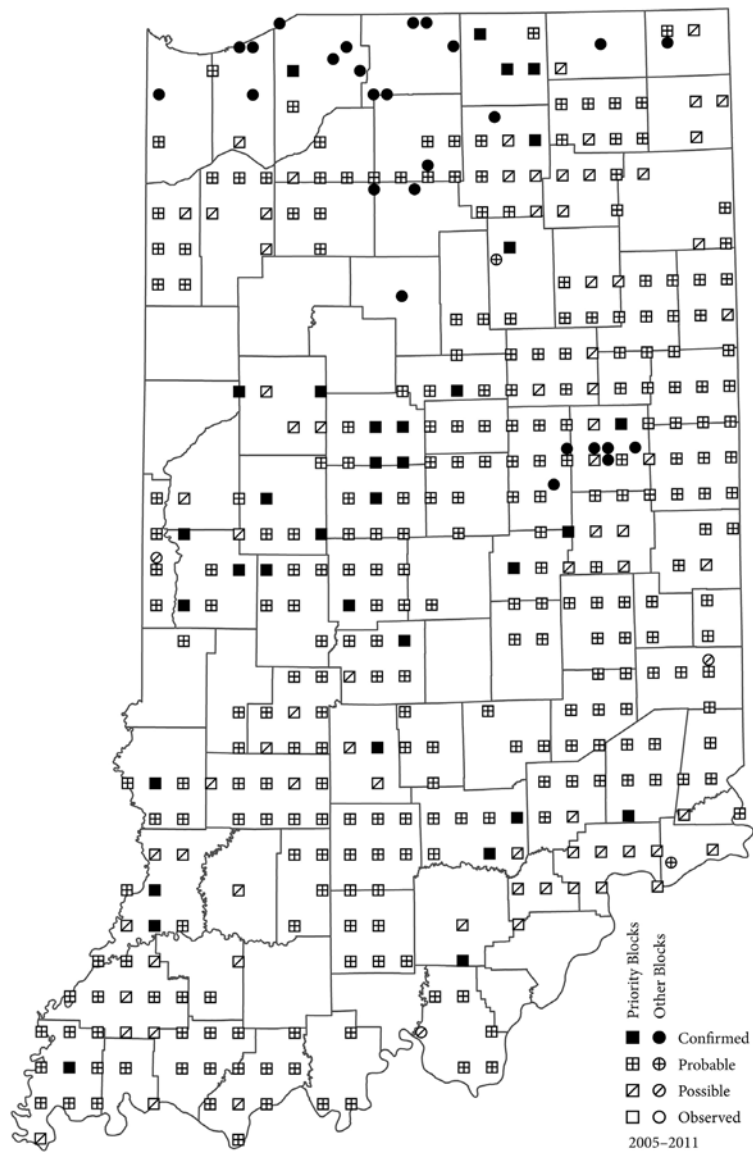 Priority Blocks
Other Blocks
Confirmed
Probable
Possible
Observed
2005–2011